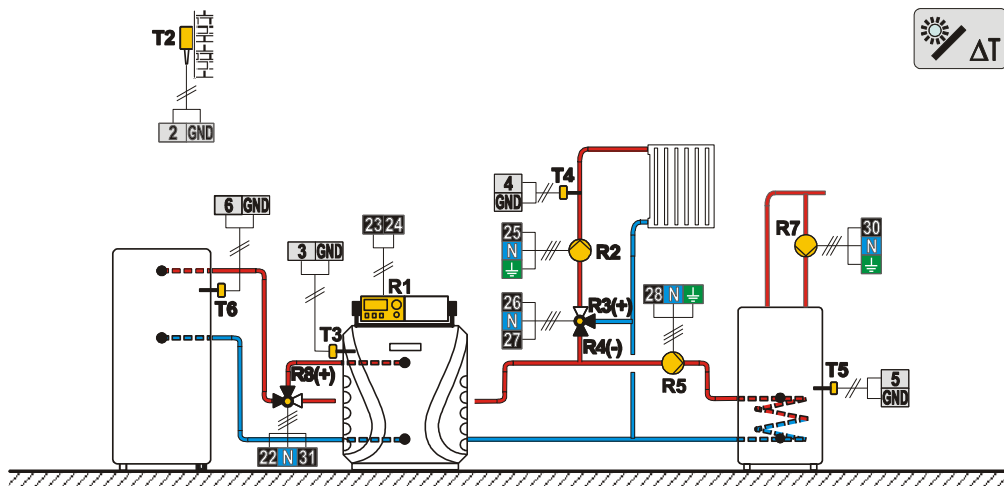 T2
ΔT
2 GND
4
GND
T4
6 GND
23 24
25
N
R2
R7
30
N
3 GND
R1
T6
26
N
27
R3(+)
28 N
T3
R4(-)
R8(+)
R5
T5
5
GND
22 N 31